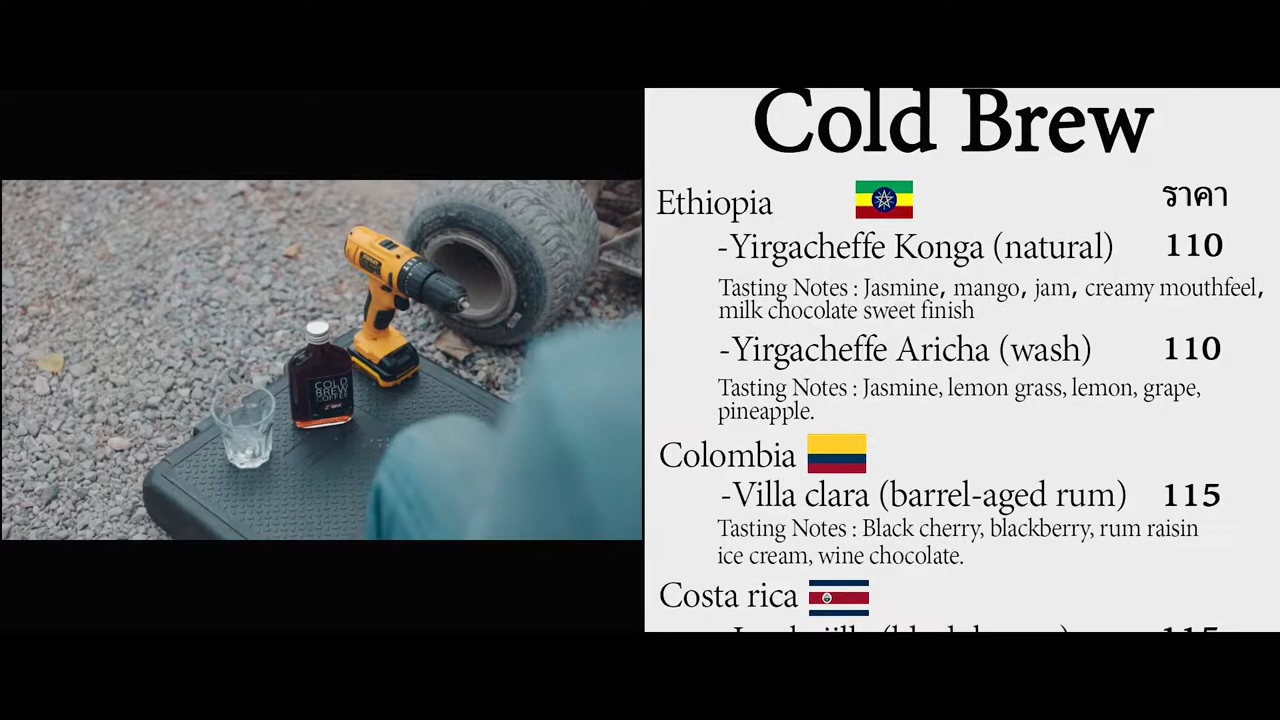 COLD
BREW
COFFEE
Cold Brew
Ethiopia
ราคา
-Yirgacheffe Konga (natural) 110
Tasting Notes : Jasmine, mango, jam, creamy mouthfeel,
milk chocolate sweet finish
-Yirgacheffe Aricha (wash) 110
Tasting Notes : Jasmine, lemon grass, lemon, grape,
pineapple.
Colombia
-Villa clara (barrel-aged rum) 115
Tasting Notes : Black cherry, blackberry, rum raisin
ice cream, wine chocolate.
Costa rica
115